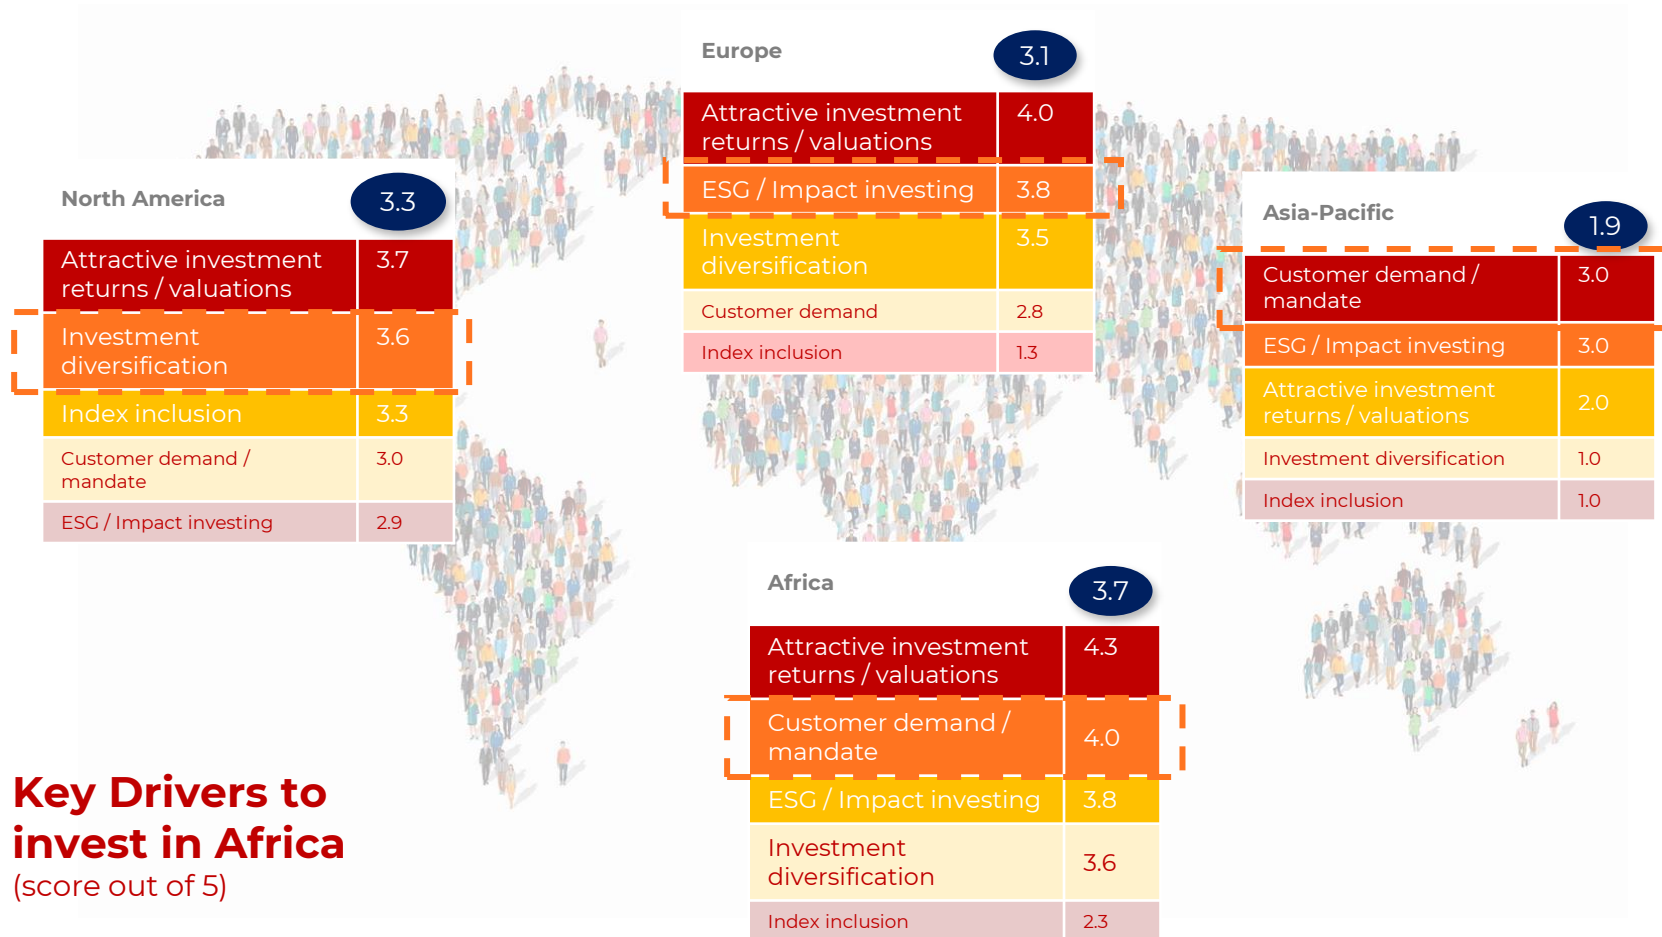 Europe 3.1
Attractive investment 4.0
returns / valuations
ESG / Impact investing 3.8
Investment 3.5
diversification
Customer demand 2.8
Index inclusion 1.3
North America 3.3
Attractive investment 3.7
returns / valuations
Investment 3.6
diversification
Index inclusion 3.3
Customer demand / 3.0
mandate
ESG / Impact investing 2.9
Asia-Pacific 1.9
Customer demand / 3.0
mandate
ESG / Impact investing 3.0
Attractive investment
returns / valuations 2.0
Investment diversification 1.0
Index inclusion 1.0
Africa 3.7
Attractive investment 4.3
returns / valuations
Customer demand / 4.0
mandate
ESG / Impact investing 3.8
Investment 3.6
diversification
Index inclusion 2.3
Key Drivers to
invest in Africa
(score out of 5)